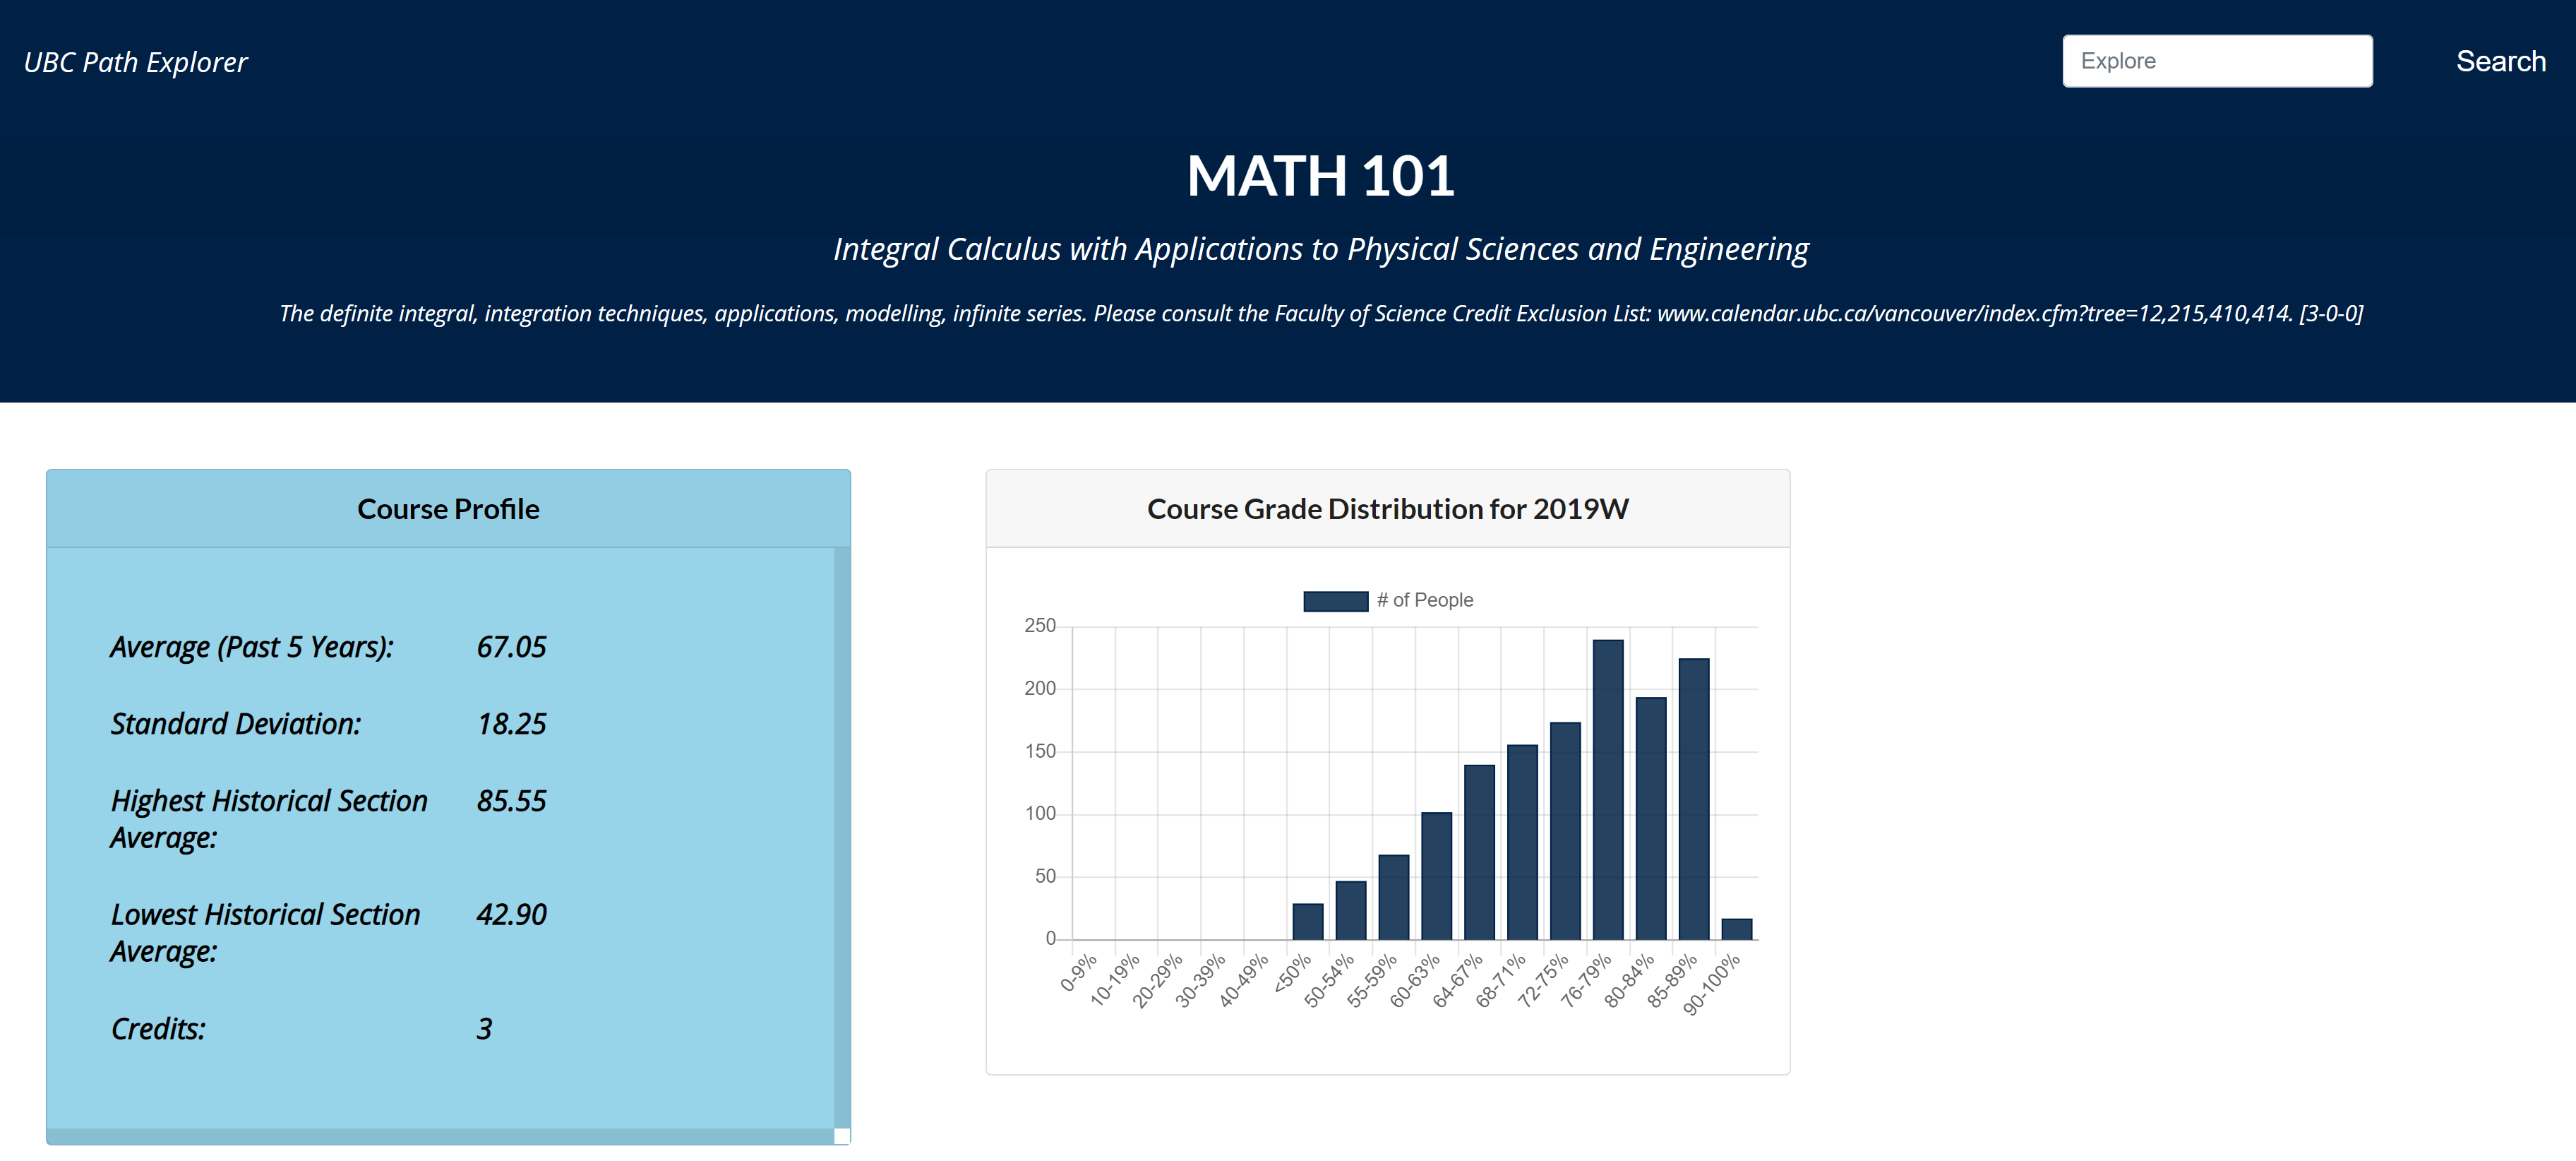 UBC Path Explorer
Explore
Search
MATH 101
Integral Calculus with Applications to Physical Sciences and Engineering
The definite integral, integration techniques, applications, modelling, infinite series. Please consult the Faculty of Science Credit Exclusion List: www.calendar.ubc.ca/vancouver/index.cfm?tree=12,215,410,414. [3-0-0]
Course Profile
Average (Past 5 Years): 67.05
Standard Deviation: 18.25
Highest Historical Section 85.55
Average:
Lowest Historical Section 42.90
Average:
Credits: 3
Course Grade Distribution for 2019W
# of People
250
200
150
100
50
0
0-9%
10-19%
20-29%
30-39%
40-49%
<50%
50-54%
55-59%
60-63%
64-67%
68-71%
72-75%
76-79%
80-84%
85-89%
90-100%